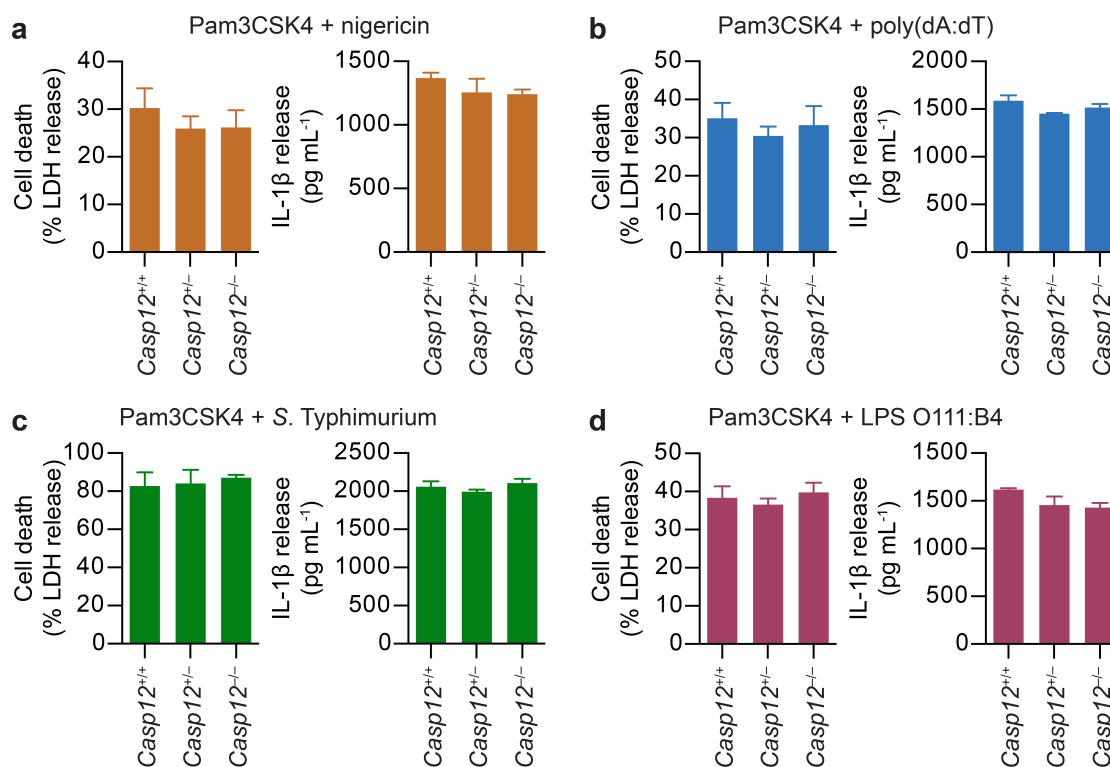 a
Pam3CSK4 + nigericin
Cell death
(% LDH release)
40
30
20
10
0
Casp12+/+
Casp12+/–
Casp12–/–
IL-1β release
(pg mL-1)
1500
1000
500
0
Casp12+/+
Casp12+/–
Casp12–/–
b
Pam3CSK4 + poly(dA:dT)
Cell death
(% LDH release)
50
40
30
20
10
0
Casp12+/+
Casp12+/–
Casp12–/–
IL-1β release
(pg mL-1)
2000
1500
1000
500
0
Casp12+/+
Casp12+/–
Casp12–/–
c
Pam3CSK4 + S. Typhimurium
Cell death
(% LDH release)
100
80
60
40
20
0
Casp12+/+
Casp12+/–
Casp12–/–
IL-1β release
(pg mL-1)
2500
2000
1500
1000
500
0
Casp12+/+
Casp12+/–
Casp12–/–
d
Pam3CSK4 + LPS O111:B4
Cell death
(% LDH release)
50
40
30
20
10
0
Casp12+/+
Casp12+/–
Casp12–/–
IL-1β release
(pg mL-1)
1500
1500
1000
500
0
Casp12+/+
Casp12+/–
Casp12–/–